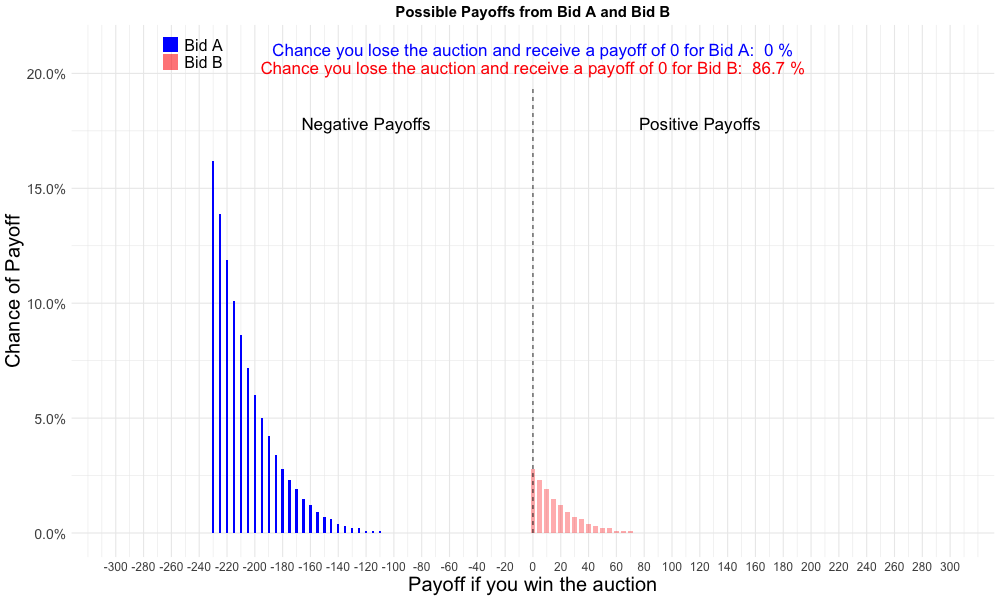 Possible Payoffs from Bid A and Bid B
Bid A
Bid B
Chance you lose the auction and receive a payoff of 0 for Bid A:  0 %
Chance you lose the auction and receive a payoff of 0 for Bid B:  86.7 %
Negative Payoffs
Positive Payoffs
Chance of Payoff
20.0%
15.0%
10.0%
5.0%
0.0%
-300 -280 -260 -240 -220 -200 -180 -160 -140 -120 -100 -80 -60 -40 -20 0 20 40 60 80 100 120 140 160 180 200 220 240 260 280 300
Payoff if you win the auction